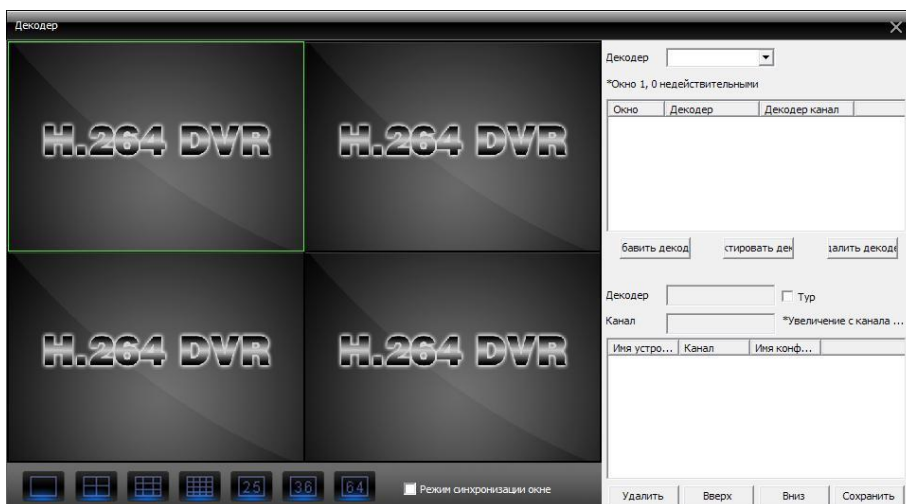 Декодер
H.264 DVR H.264 DVR
H.264 DVR H.264 DVR
25 36 64 Режим синхронизации окне
Декодер
*Окно 1, 0 недействительными
Окно Декодер Декодер канал
бавить декод стировать дек далить декоде
Декодер Тур
Канал *Увеличение с канала ...
Имя устро... Канал Имя конф...
Удалить Вверх Вниз Сохранить